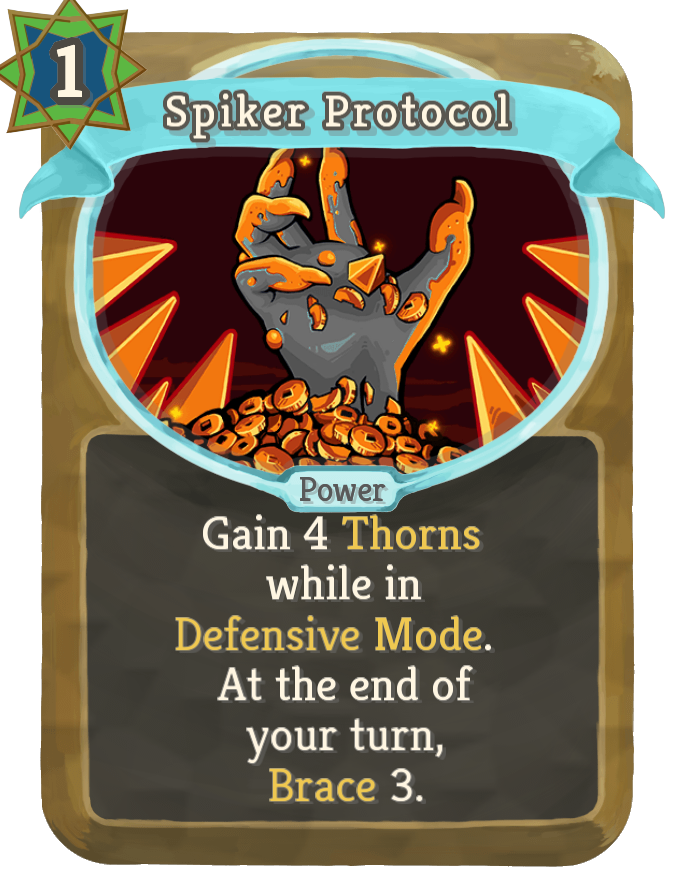 1
Spiker Protocol
Power
Gain 4 Thorns
while in
Defensive Mode.
At the end of
your turn,
Brace 3.